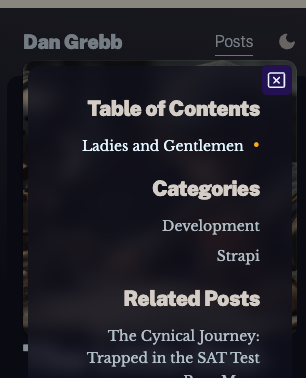 Dan Grebb Posts
Table of Contents
Ladies and Gentlemen
Categories
Development
Strapi
Related Posts
The Cynical Journey:
Trapped in the SAT Test